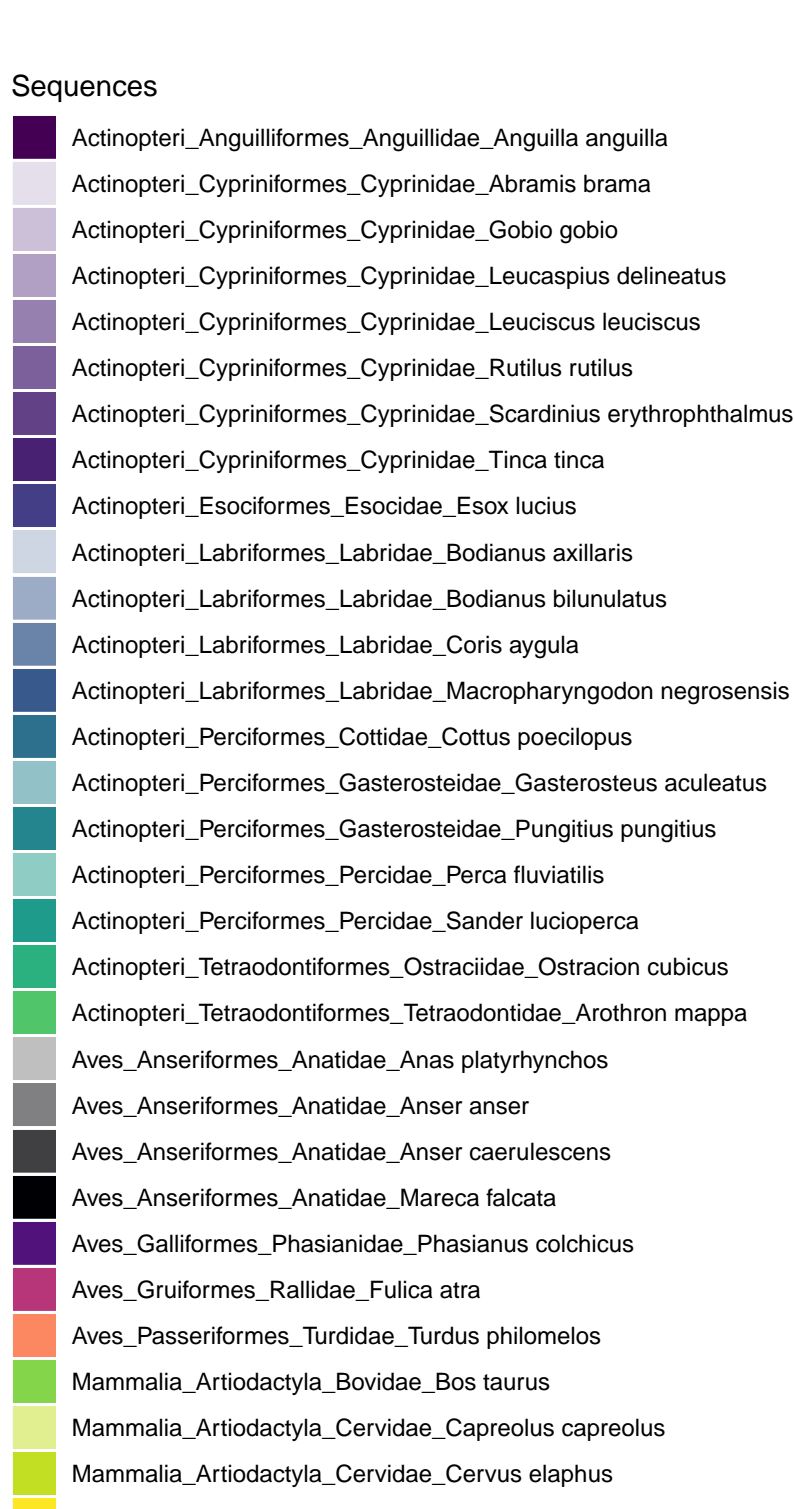 Sequences
Actinopteri_Anguilliformes_Anguillidae_Anguilla anguilla
Actinopteri_Cypriniformes_Cyprinidae_Abramis brama
Actinopteri_Cypriniformes_Cyprinidae_Gobio gobio
Actinopteri_Cypriniformes_Cyprinidae_Leucaspius delineatus
Actinopteri_Cypriniformes_Cyprinidae_Leuciscus leuciscus
Actinopteri_Cypriniformes_Cyprinidae_Rutilus rutilus
Actinopteri_Cypriniformes_Cyprinidae_Scardinius erythrophthalmus
Actinopteri_Cypriniformes_Cyprinidae_Tinca tinca
Actinopteri_Esociformes_Esocidae_Esox lucius
Actinopteri_Labriformes_Labridae_Bodianus axillaris
Actinopteri_Labriformes_Labridae_Bodianus bilunulatus
Actinopteri_Labriformes_Labridae_Coris aygula
Actinopteri_Labriformes_Labridae_Macropharyngodon negrosensis
Actinopteri_Perciformes_Cottidae_Cottus poecilopus
Actinopteri_Perciformes_Gasterosteidae_Gasterosteus aculeatus
Actinopteri_Perciformes_Gasterosteidae_Pungitius pungitius
Actinopteri_Perciformes_Percidae_Perca fluviatilis
Actinopteri_Perciformes_Percidae_Sander lucioperca
Actinopteri_Tetraodontiformes_Ostraciidae_Ostracion cubicus
Actinopteri_Tetraodontiformes_Tetraodontidae_Arothron mappa
Aves_Anseriformes_Anatidae_Anas platyrhynchos
Aves_Anseriformes_Anatidae_Anser anser
Aves_Anseriformes_Anatidae_Anser caerulescens
Aves_Anseriformes_Anatidae_Mareca falcata
Aves_Galliformes_Phasianidae_Phasianus colchicus
Aves_Gruiformes_Rallidae_Fulica atra
Aves_Passeriformes_Turdidae_Turdus philomelos
Mammalia_Artiodactyla_Bovidae_Bos taurus
Mammalia_Artiodactyla_Cervidae_Capreolus capreolus
Mammalia_Artiodactyla_Cervidae_Cervus elaphus